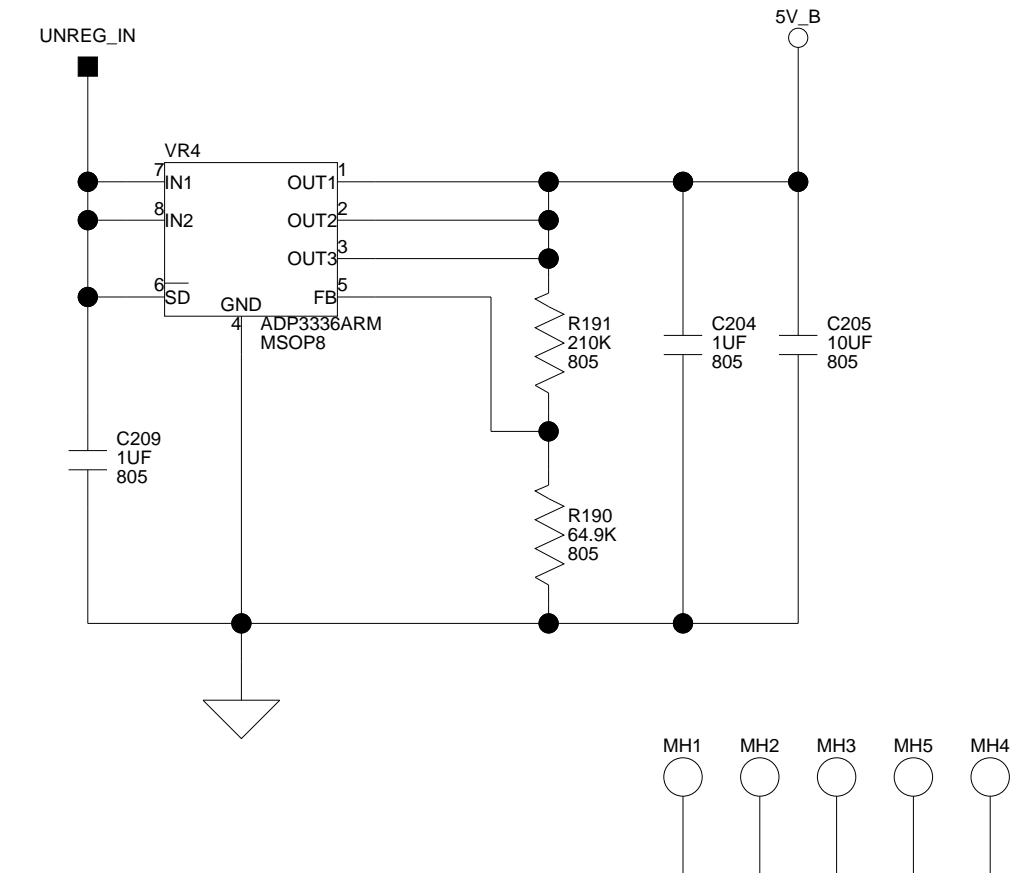 5V_B
UNREG_IN
VR4
7
IN1
OUT1
1
8
IN2
OUT2
2
OUT3
3
6
SD
GND
FB
5
4
ADP3336ARM
MSOP8
R191
210K
805
C204
1UF
805
C205
10UF
805
C209
1UF
805
R190
64.9K
805
MH1 MH2 MH3 MH5 MH4